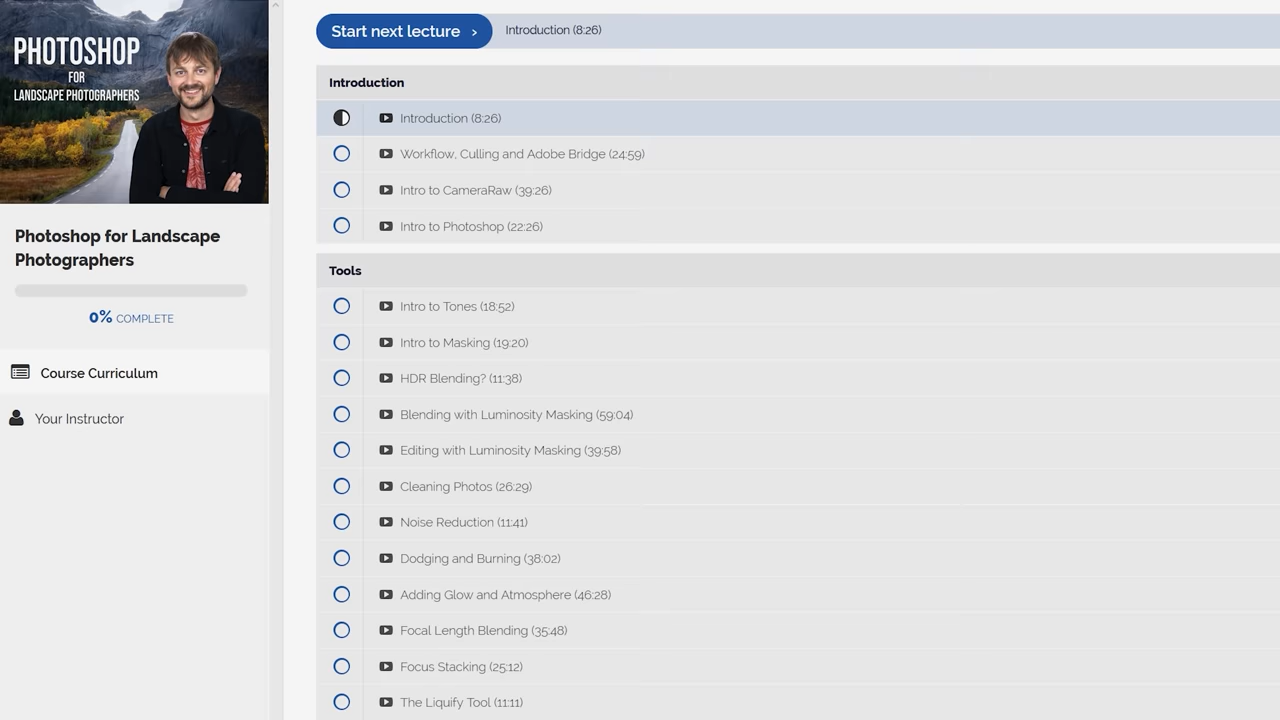 PHOTOSHOP
FOR
LANDSCAPE PHOTOGRAPHERS
Photoshop for Landscape
Photographers
0% COMPLETE
Course Curriculum
Your Instructor
Start next lecture › Introduction (8:26)
Introduction
Introduction (8:26)
Workflow, Culling and Adobe Bridge (24:59)
Intro to CameraRaw (39:26)
Intro to Photoshop (22:26)
Tools
Intro to Tones (18:52)
Intro to Masking (19:20)
HDR Blending? (11:38)
Blending with Luminosity Masking (59:04)
Editing with Luminosity Masking (39:58)
Cleaning Photos (26:29)
Noise Reduction (11:41)
Dodging and Burning (38:02)
Adding Glow and Atmosphere (46:28)
Focal Length Blending (35:48)
Focus Stacking (25:12)
The Liquify Tool (11:11)